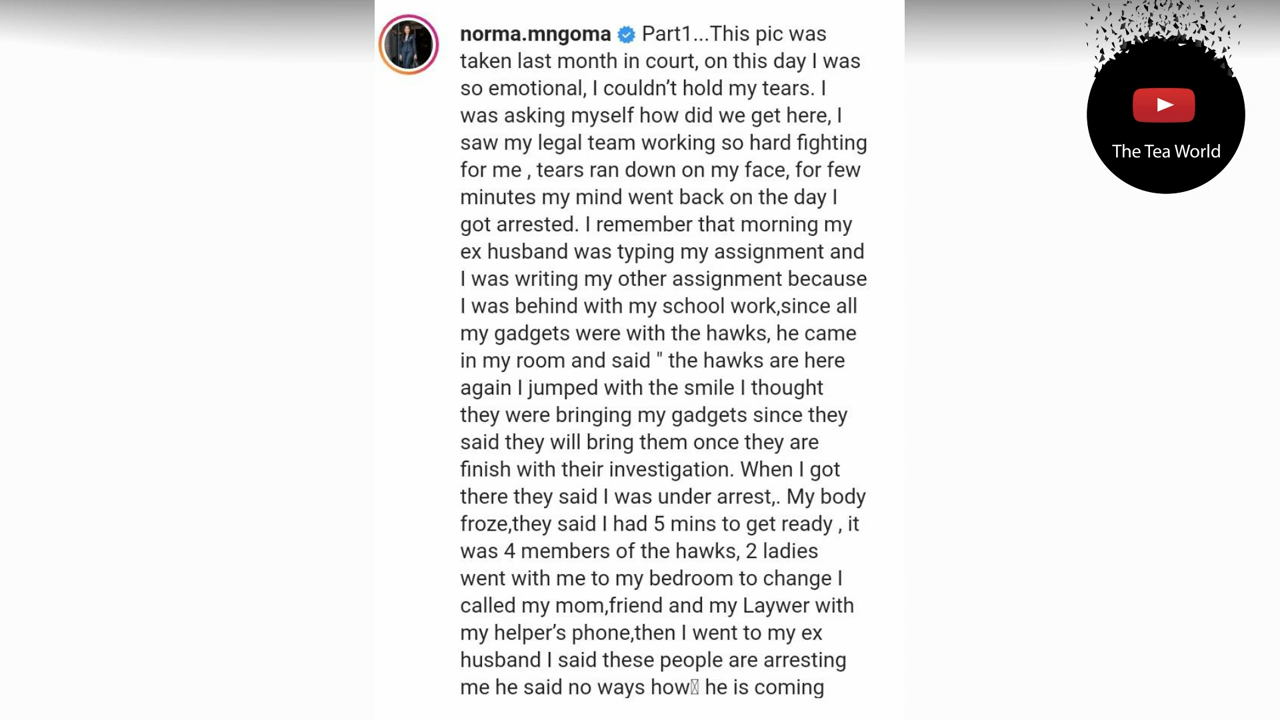 norma.mngoma Part1...This pic was
taken last month in court, on this day I was
so emotional, I couldn’t hold my tears. I
was asking myself how did we get here, I
saw my legal team working so hard fighting
for me , tears ran down on my face, for few
minutes my mind went back on the day I
got arrested. I remember that morning my
ex husband was typing my assignment and
I was writing my other assignment because
I was behind with my school work,since all
my gadgets were with the hawks, he came
in my room and said " the hawks are here
again I jumped with the smile I thought
they were bringing my gadgets since they
said they will bring them once they are
finish with their investigation. When I got
there they said I was under arrest,. My body
froze,they said I had 5 mins to get ready , it
was 4 members of the hawks, 2 ladies
went with me to my bedroom to change I
called my mom,friend and my Laywer with
my helper’s phone,then I went to my ex
husband I said these people are arresting
me he said no ways how he is coming
The Tea World